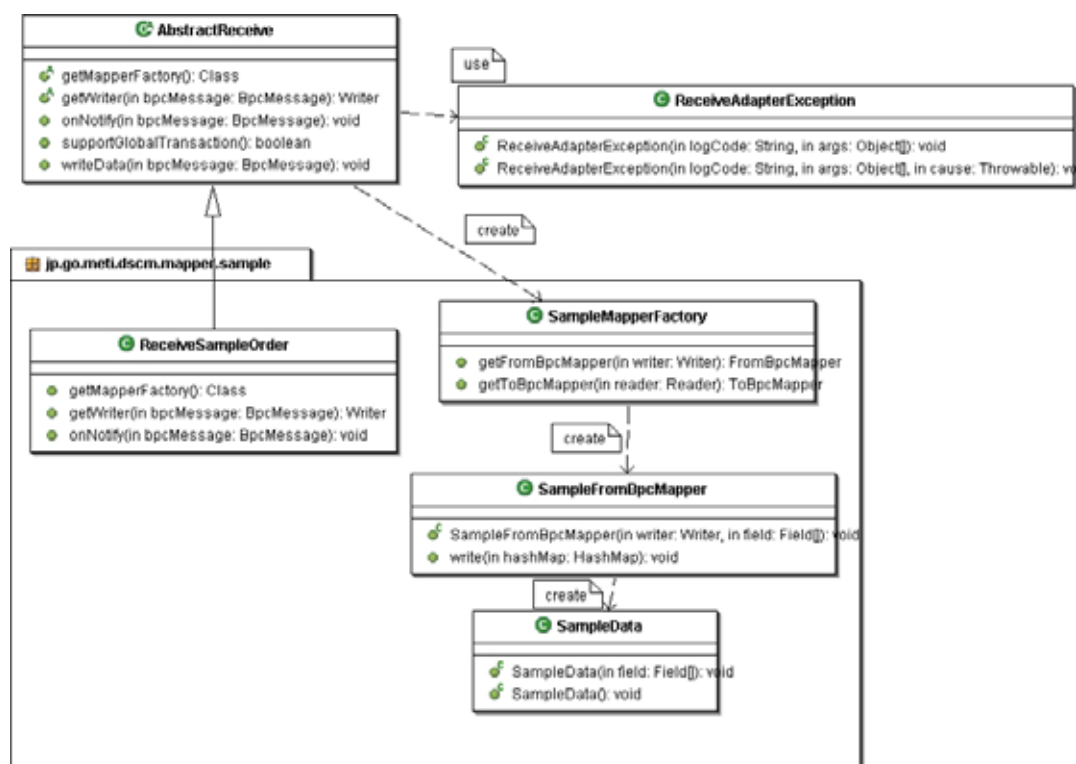 AbstractReceive
getMapperFactory(): Class
getWriter(in bpcMessage: BpcMessage): Writer
onNotify(in bpcMessage: BpcMessage): void
supportGlobalTransaction(): boolean
writeData(in bpcMessage: BpcMessage): void
use
ReceiveAdapterException
ReceiveAdapterException(in logCode: String, in args: Object[]): void
ReceiveAdapterException(in logCode: String, in args: Object[], in cause: Throwable): vo
create
jp.go.meti.dscm.mapper.sample
ReceiveSampleOrder
getMapperFactory(): Class
getWriter(in bpcMessage: BpcMessage): Writer
onNotify(in bpcMessage: BpcMessage): void
SampleMapperFactory
getFromBpcMapper(in writer: Writer): FromBpcMapper
getToBpcMapper(in reader: Reader): ToBpcMapper
create
SampleFromBpcMapper
SampleFromBpcMapper(in writer: Writer, in field: Field[]): void
write(in hashMap: HashMap): void
create
SampleData
SampleData(in field: Field[]): void
SampleData(): void